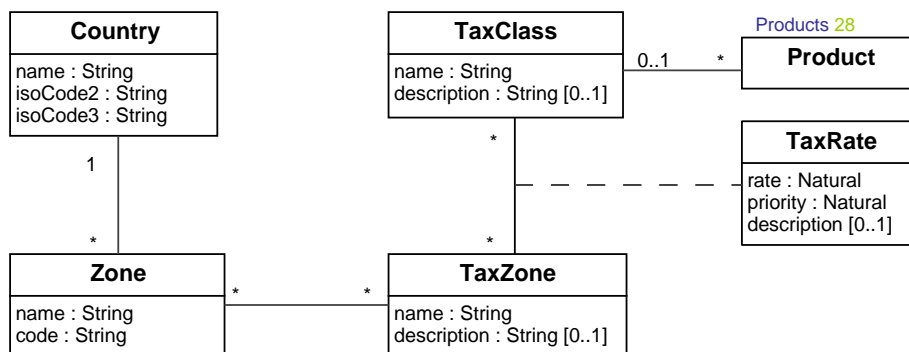 Products 28
Country
TaxClass
Product
name : String
isoCode2 : String
isoCode3 : String
name : String
description : String [0..1]
0..1
*
*
TaxRate
rate : Natural
priority : Natural
description [0..1]
1
*
*
Zone
TaxZone
*
*
name : String
code : String
name : String
description : String [0..1]